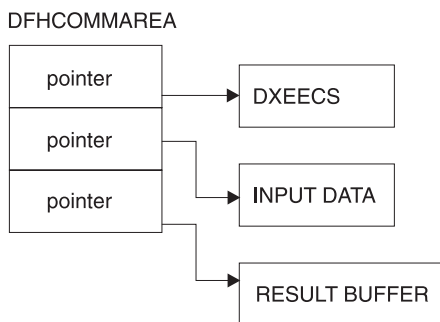 DFHCOMMAREA
pointer
DXEECS
pointer
INPUT DATA
pointer
RESULT BUFFER